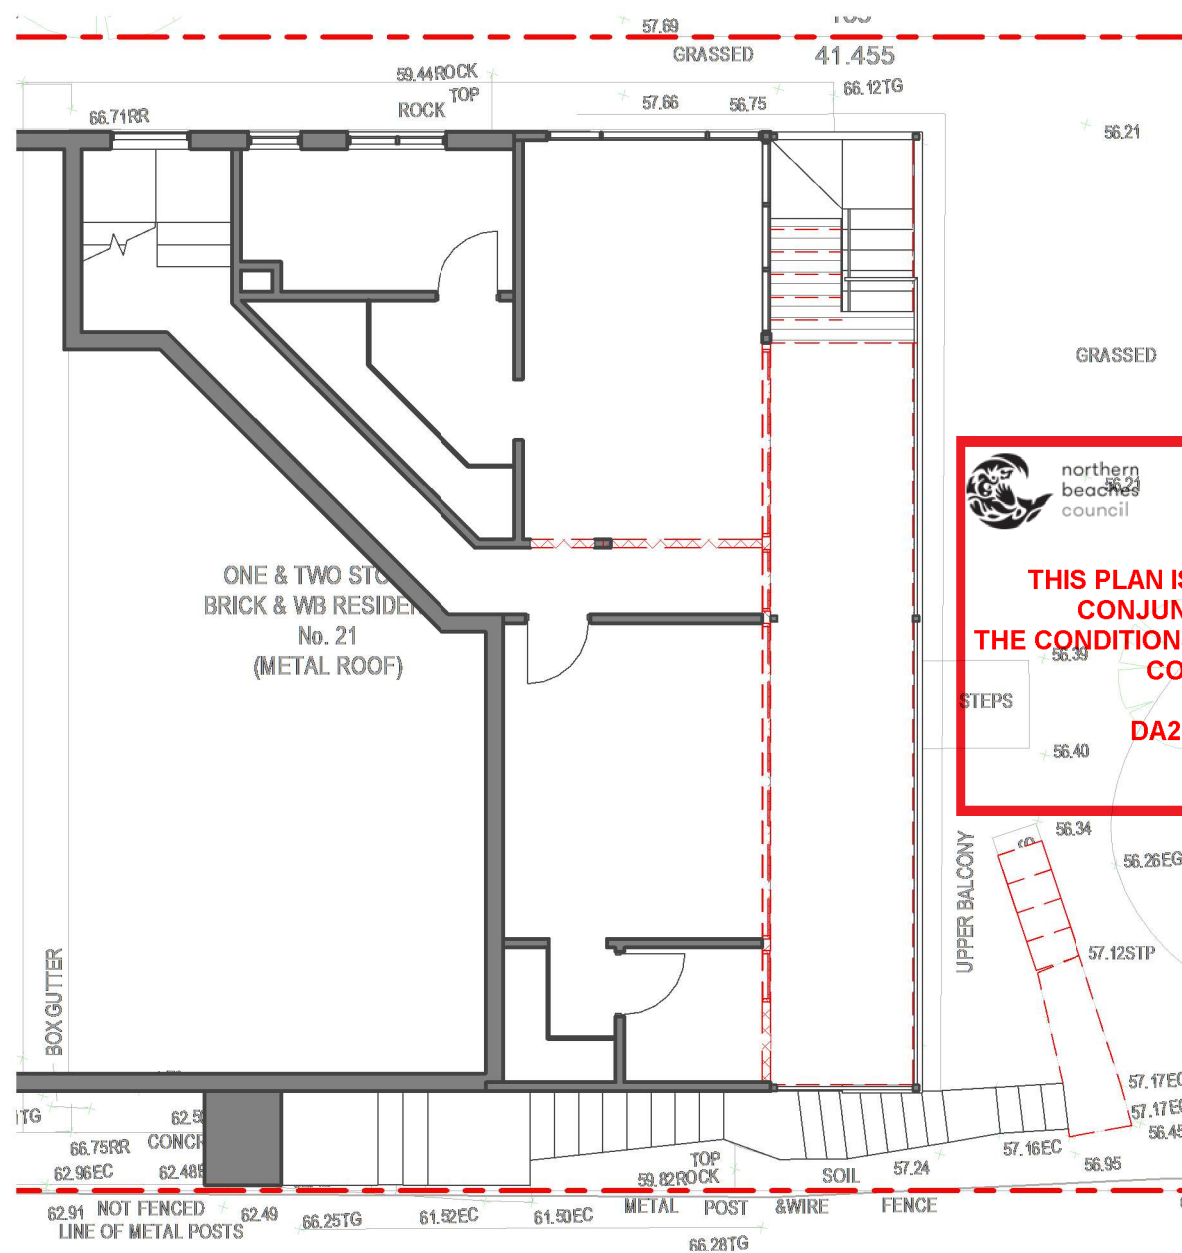 57.69
GRASSED
41.455
59.44ROCK
TOP
ROCK
66.71RR
57.66
56.75
66.12TG
56.21
GRASSED
northern
beaches
council
56.21
THIS PLAN IS
CONJUN
THE CONDITION
CO
DA2
ONE & TWO STO
BRICK & WB RESIDE
No. 21
(METAL ROOF)
56.39
STEPS
56.40
56.34
56.26EG
UPPER BALCONY
57.12STP
BOX GUTTER
57.17EC
57.17EC
56.45
TG
62.5
CONCR
66.75RR
62.96EC
62.48E
TOP
59.82ROCK
SOIL
57.24
57.16EC
56.95
62.91
NOT FENCED
62.49
LINE OF METAL POSTS
66.25TG
61.52EC
61.50EC
METAL POST &WIRE FENCE
66.28TG